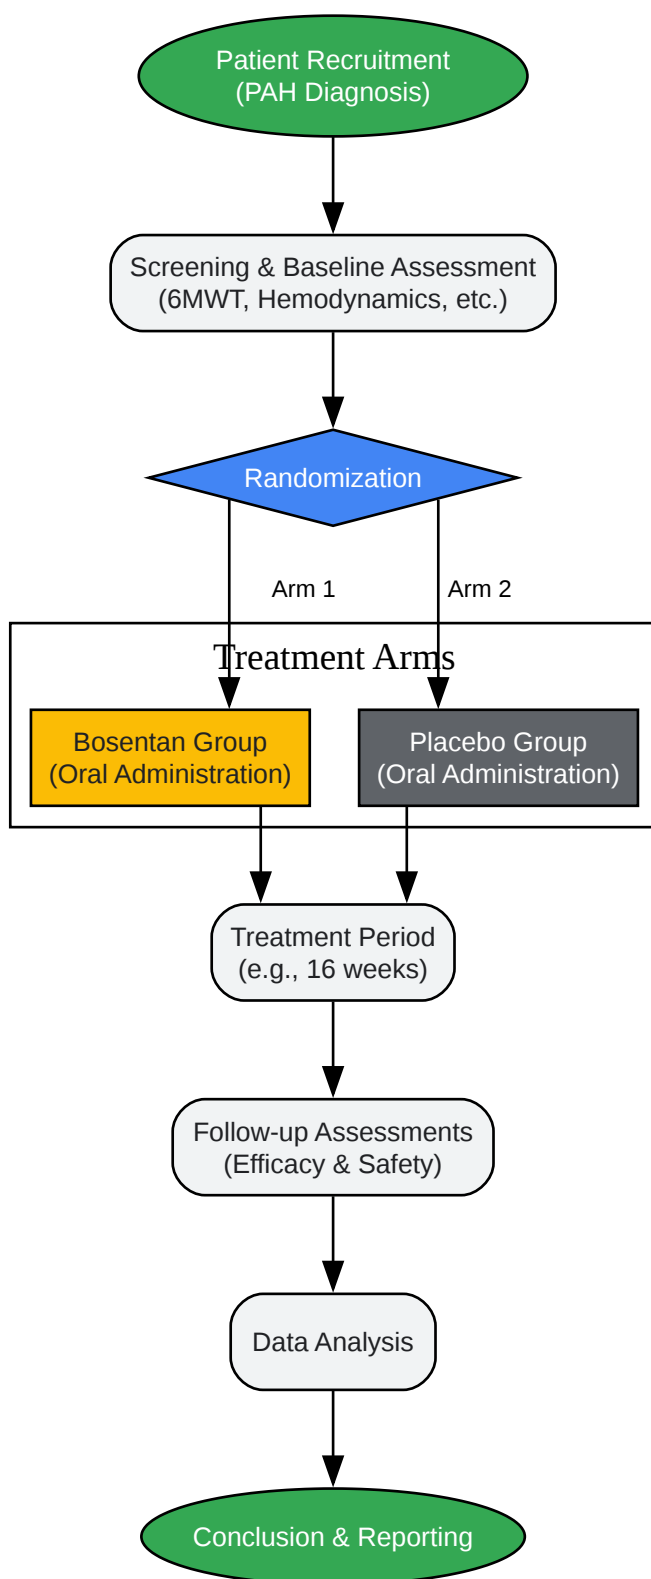 Patient Recruitment
(PAH Diagnosis)
Screening & Baseline Assessment
(6MWT, Hemodynamics, etc.)
Randomization
Arm 1
Arm 2
Treatment Arms
Bosentan Group
(Oral Administration)
Placebo Group
(Oral Administration)
Treatment Period
(e.g., 16 weeks)
Follow-up Assessments
(Efficacy & Safety)
Data Analysis
Conclusion & Reporting